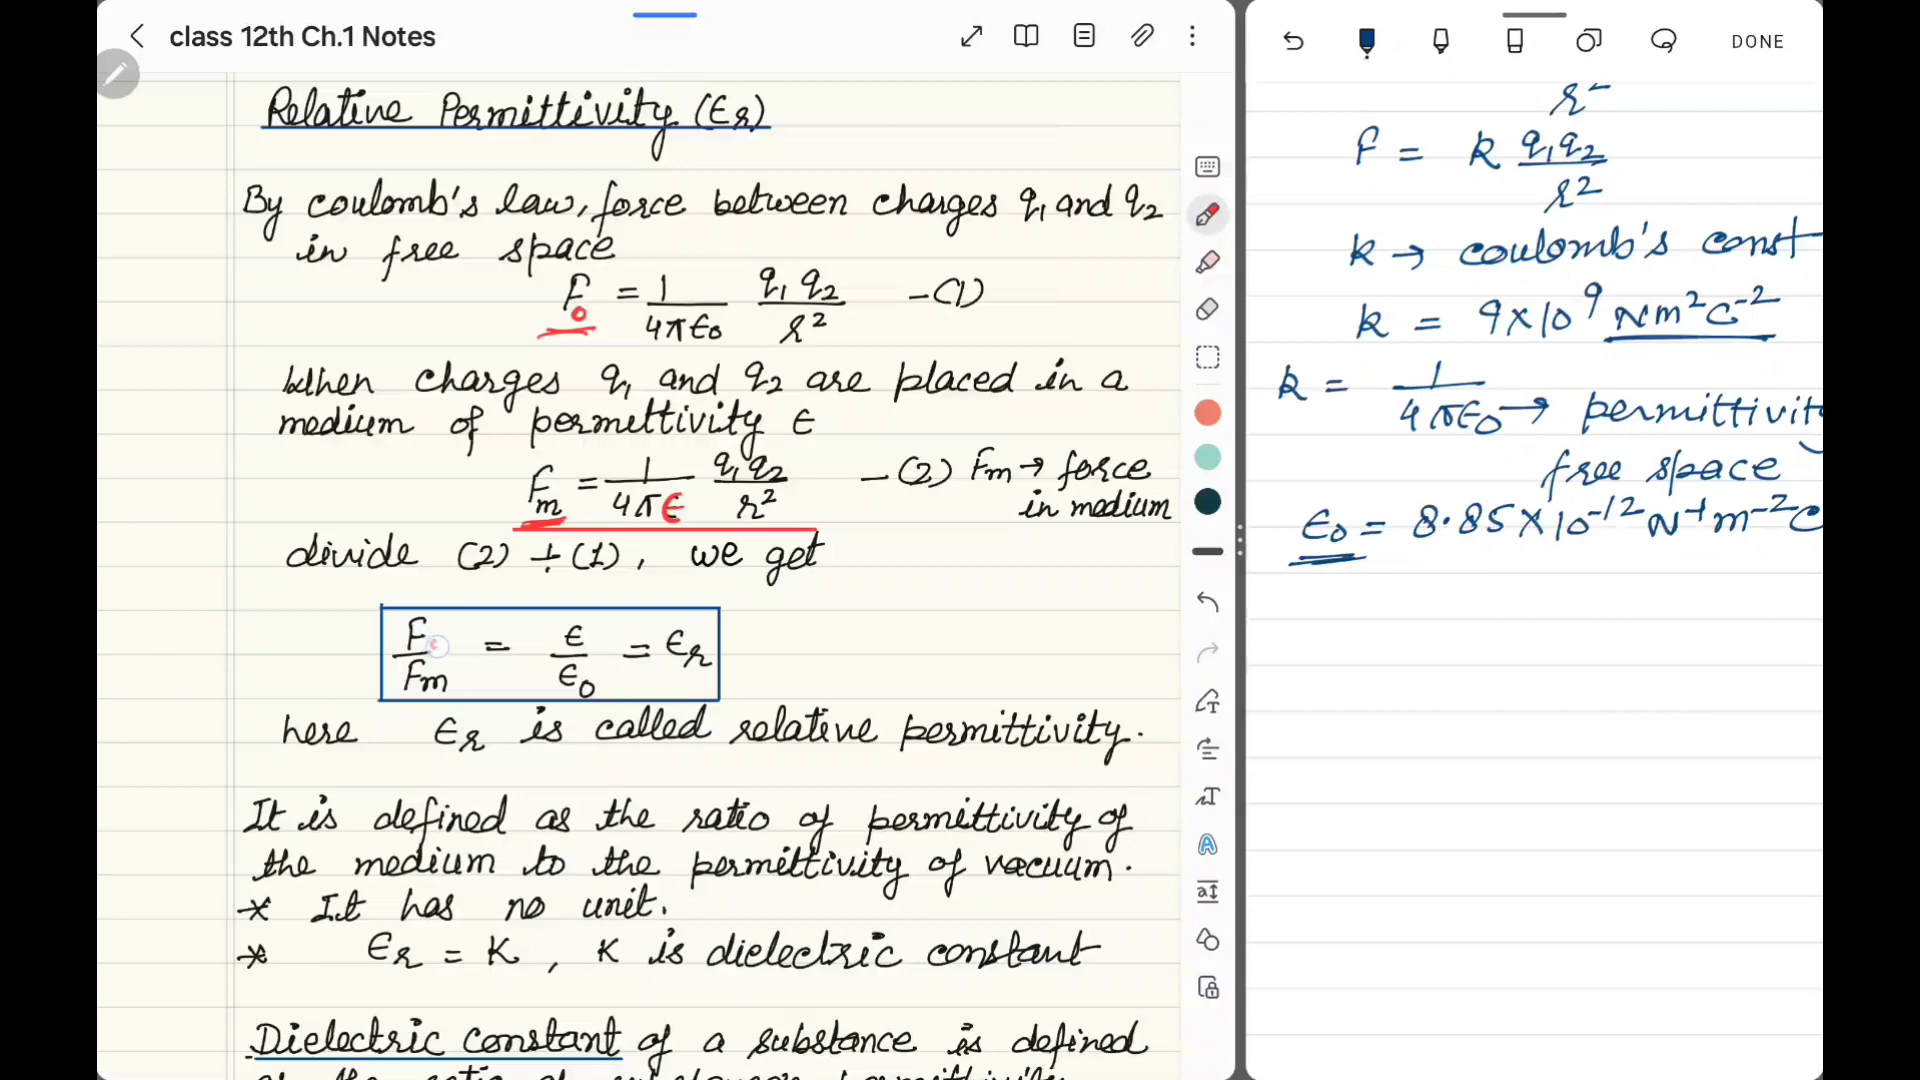 class 12th Ch.1 Notes
Relative Permittivity (ϵr)
By coulomb's law, force between charges q1 and q2
in free space
F0 = 1/4πϵ0 q1 q2/r² -(1)
When charges q1 and q2 are placed in a
medium of permettivity ϵ
Fm = 1/4πϵ q1q2/r² -(2) Fm → force
in medium
divide (2) ÷ (1), we get
F/Fm = ϵ/ϵ0 = ϵr
here ϵr is called relative permittivity.
It is defined as the ratio of permittivity of
the medium to the permittivity of vacuum.
* It has no unit.
* ϵr = K, K is dielectric constant
Dielectric constant of a substance is defined
DONE
r²
F = k q1q2/r²
k → coulomb's const
k = 9×10⁹ Nm²C⁻²
k = 1/4πϵ0 → permittivity
free space
ϵ0 = 8.85×10⁻¹² N⁻¹m⁻²C